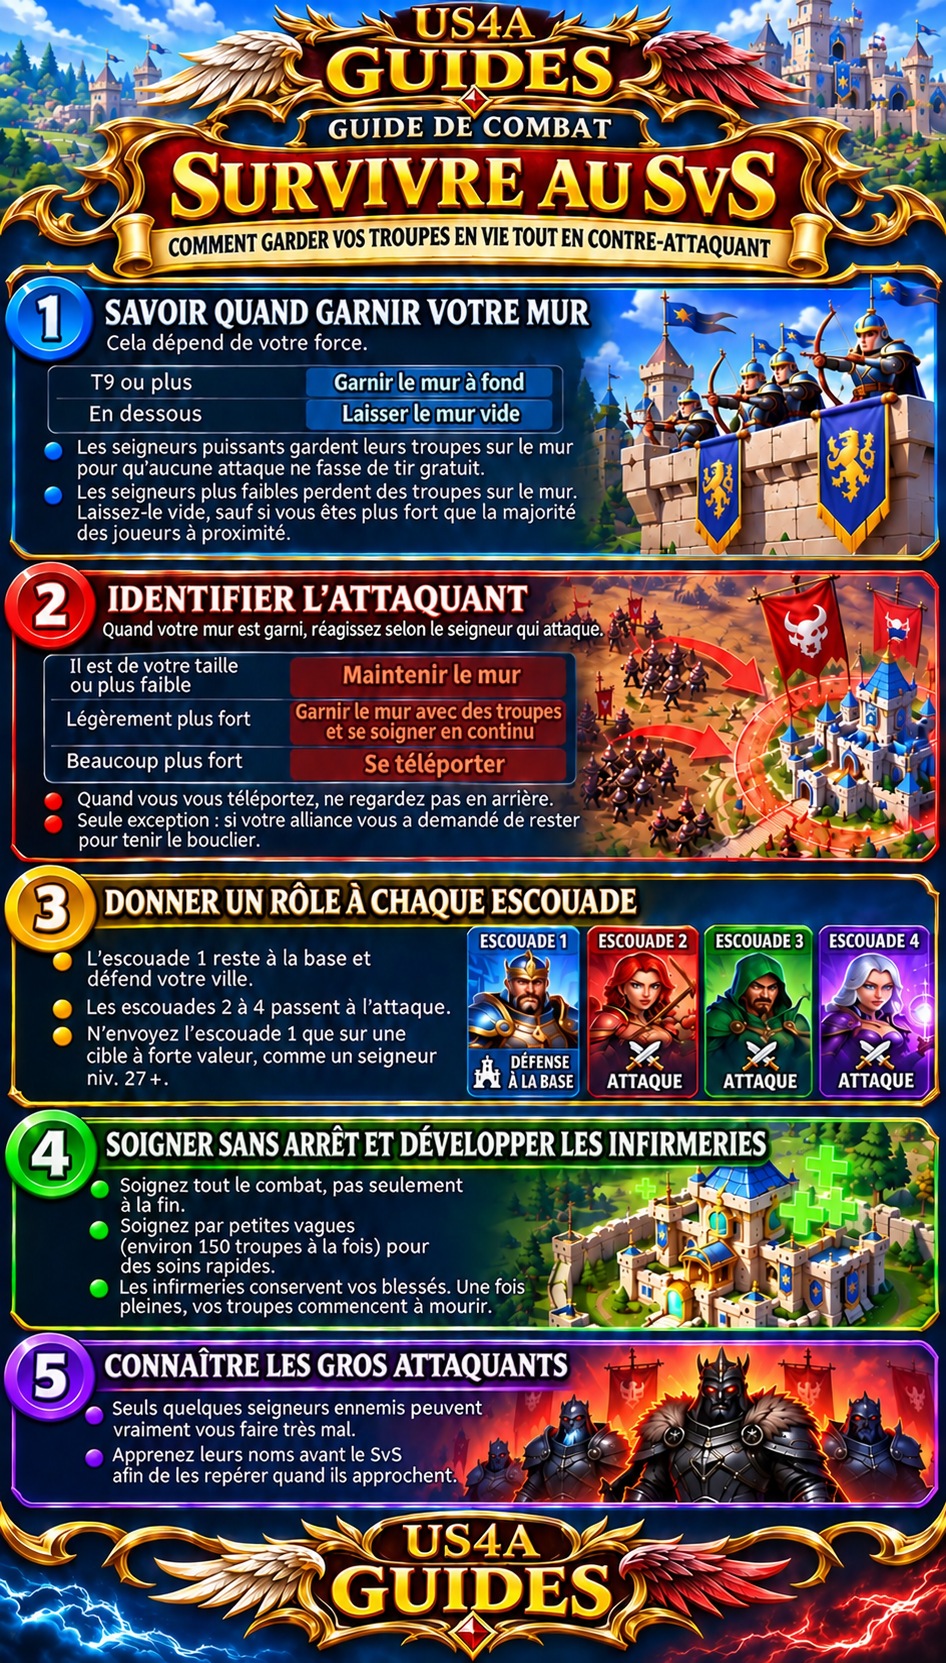 US4A
GUIDES
GUIDE DE COMBAT
SURVIVRE AU SvS
COMMENT GARDER VOS TROUPES EN VIE TOUT EN CONTRE-ATTAQUANT
1
SAVOIR QUAND GARNIR VOTRE MUR
Cela dépend de votre force.
T9 ou plus
Garnir le mur à fond
En dessous
Laisser le mur vide
Les seigneurs puissants gardent leurs troupes sur le mur
pour qu'aucune attaque ne fasse de tir gratuit.
Les seigneurs plus faibles perdent des troupes sur le mur.
Laissez-le vide, sauf si vous êtes plus fort que la majorité
des joueurs à proximité.
2
IDENTIFIER L'ATTAQUANT
Quand votre mur est garni, réagissez selon le seigneur qui attaque.
Il est de votre taille
ou plus faible
Maintenir le mur
Légèrement plus fort
Garnir le mur avec des troupes
et se soigner en continu
Beaucoup plus fort
Se téléporter
Quand vous vous téléportez, ne regardez pas en arrière.
Seule exception : si votre alliance vous a demandé de rester
pour tenir le bouclier.
3
DONNER UN RÔLE À CHAQUE ESCOUADE
L'escouade 1 reste à la base et
défend votre ville.
Les escouades 2 à 4 passent à l'attaque.
N'envoyez l'escouade 1 que sur une
cible à forte valeur, comme un seigneur
niv. 27+.
ESCOUADE 1
DÉFENSE
À LA BASE
ESCOUADE 2
ATTAQUE
ESCOUADE 3
ATTAQUE
ESCOUADE 4
ATTAQUE
4
SOIGNER SANS ARRÊT ET DÉVELOPPER LES INFIRMERIES
Soignez tout le combat, pas seulement
à la fin.
Soignez par petites vagues
(environ 150 troupes à la fois) pour
des soins rapides.
Les infirmeries conservent vos blessés. Une fois
pleines, vos troupes commencent à mourir.
5
CONNAÎTRE LES GROS ATTAQUANTS
Seuls quelques seigneurs ennemis peuvent
vraiment vous faire très mal.
Apprenez leurs noms avant le SvS
afin de les repérer quand ils approchent.
US4A
GUIDES